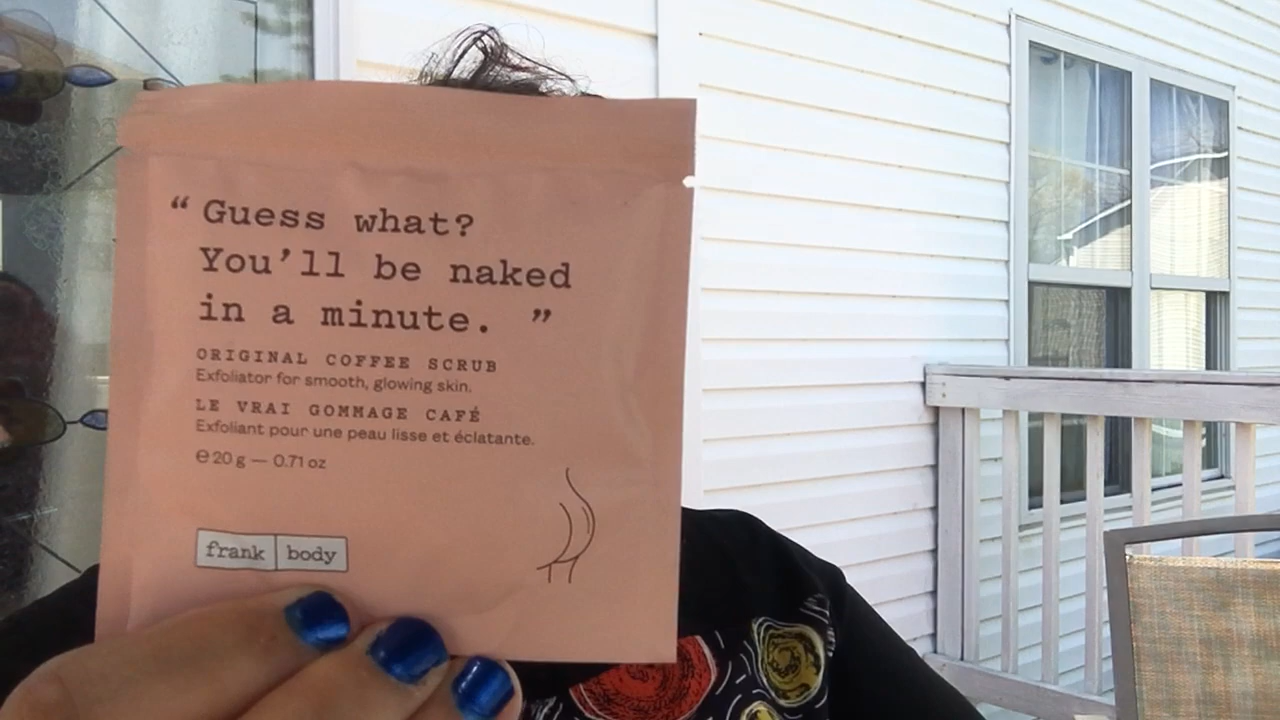 “Guess what?
You’ll be naked
in a minute. ”
ORIGINAL COFFEE SCRUB
Exfoliator for smooth, glowing skin.
LE VRAI GOMMAGE CAFÉ
Exfoliant pour une peau lisse et éclatante.
℮ 20 g — 0.71 oz
frank body